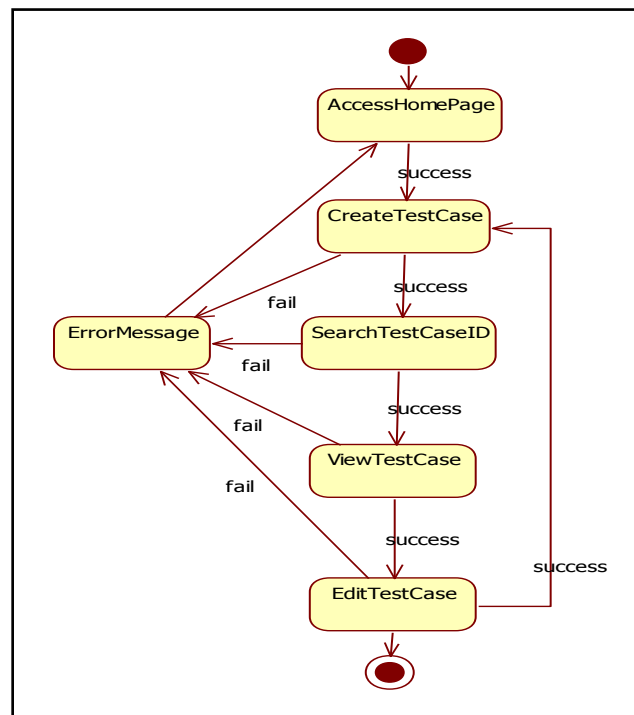 AccessHomePage
success
CreateTestCase
fail
success
ErrorMessage
SearchTestCaseID
fail
success
fail
ViewTestCase
fail
success
success
EditTestCase